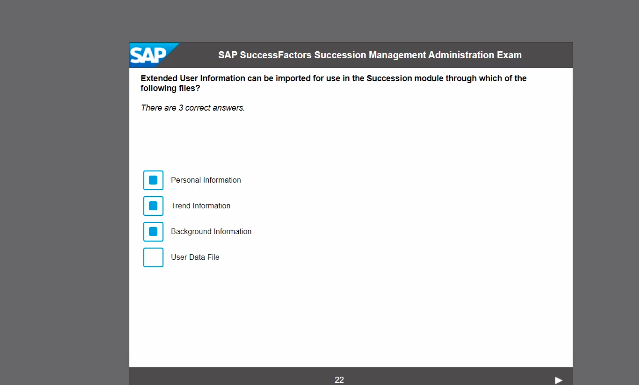 SAP
SAP SuccessFactors Succession Management Administration Exam
Extended User Information can be imported for use in the Succession module through which of the
following files?
There are 3 correct answers.
Personal Information
Trend Information
Background Information
User Data File
22